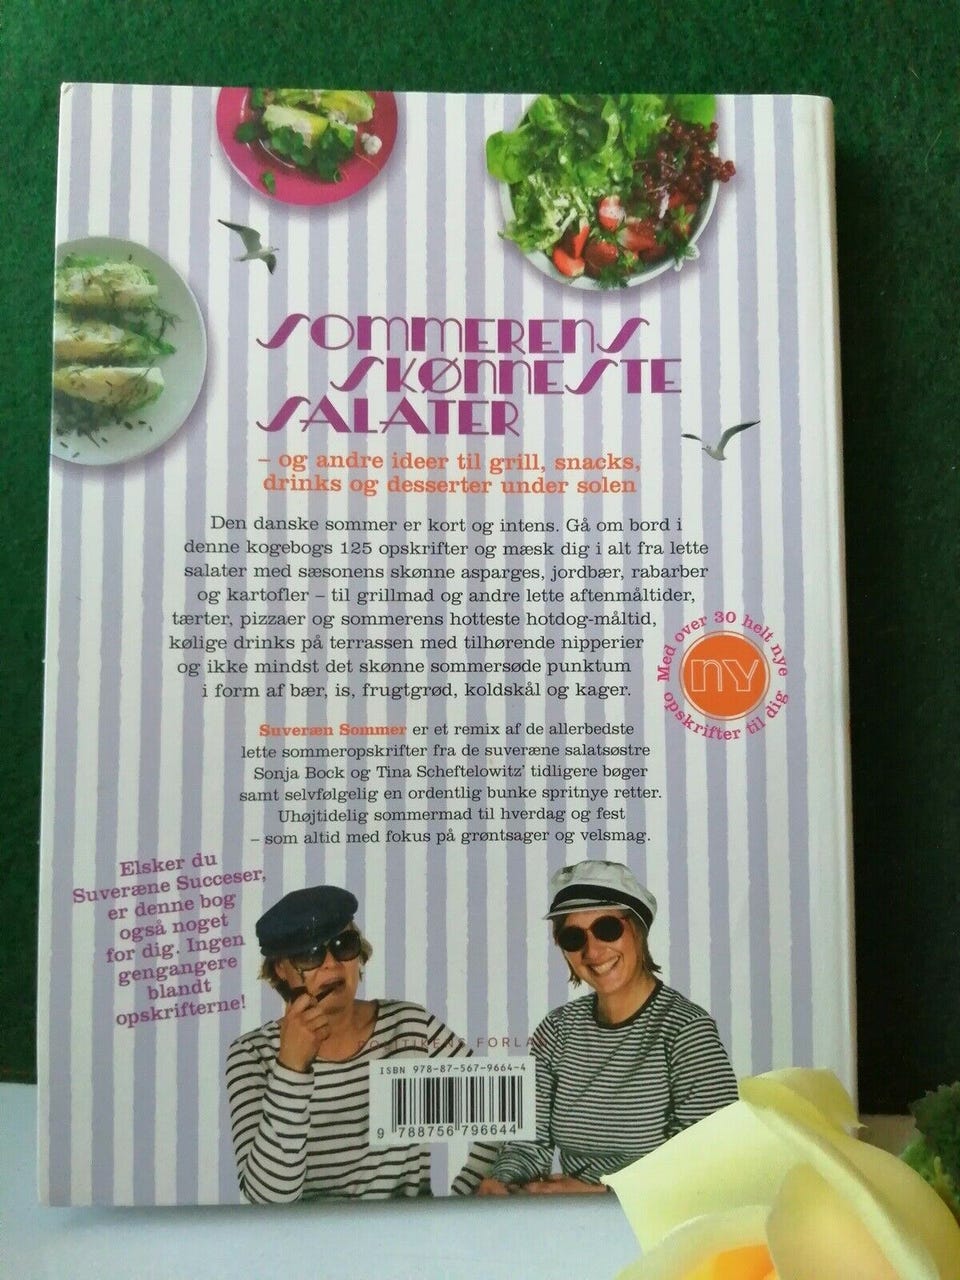 SOMMERENS
SKØNNESTE
SALATER
– og andre ideer til grill, snacks,
drinks og desserter under solen
Den danske sommer er kort og intens. Gå om bord i
denne kogebogs 125 opskrifter og mæsk dig i alt fra lette
salater med sæsonens skønne asparges, jordbær, rabarber
og kartofler – til grillmad og andre lette aftenmåltider,
tærter, pizzaer og sommerens hotteste hotdog-måltid,
kølige drinks på terrassen med tilhørende nipperier
og ikke mindst det skønne sommersøde punktum
i form af bær, is, frugtgrød, koldskål og kager.
Med over 30 helt nye
NY
opskrifter til dig
Suveræn Sommer er et remix af de allerbedste
lette sommeropskrifter fra de suveræne salatsøstre
Sonja Bock og Tina Scheftelowitz' tidligere bøger
samt selvfølgelig en ordentlig bunke spritnye retter.
Uhøjtidelig sommermad til hverdag og fest
– som altid med fokus på grøntsager og velsmag.
Elsker du
Suveræne Succeser,
er denne bog
også noget
for dig. Ingen
gengangere
blandt
opskrifterne!
POLITIKENS FORLAG
ISBN 978-87-567-9664-4
9 788756 796644